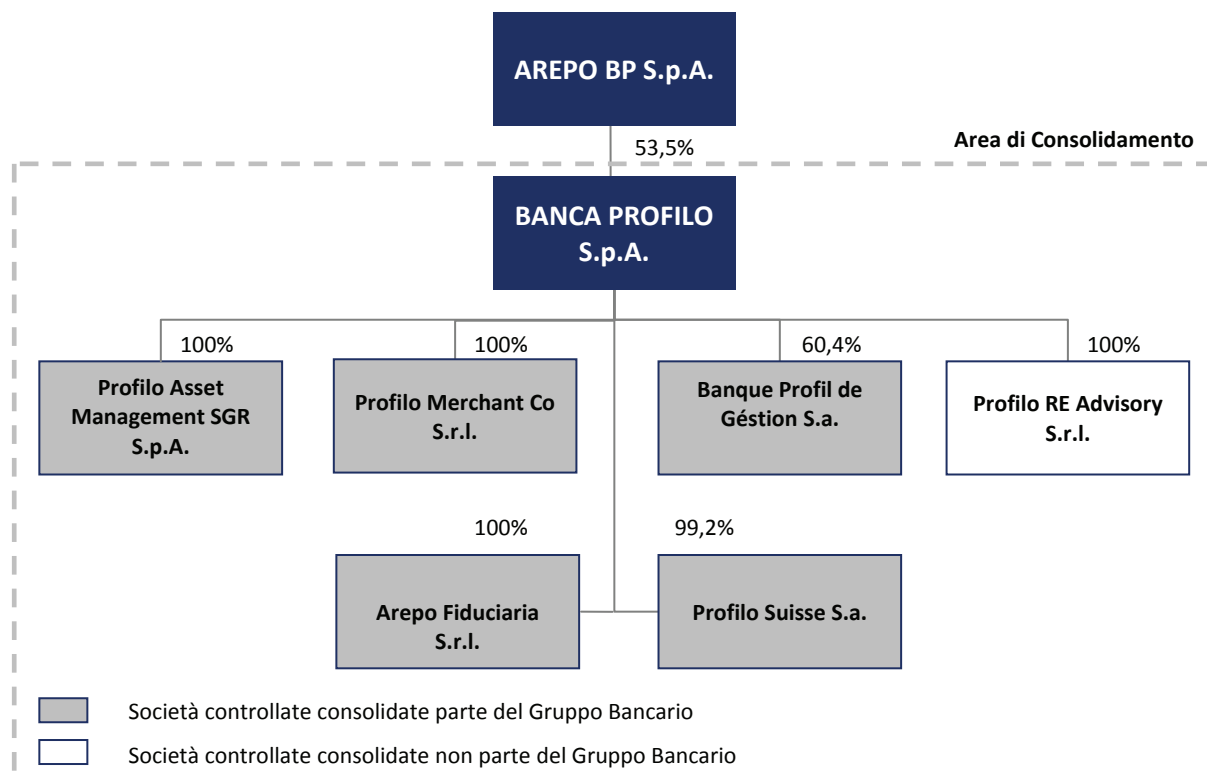 AREPO BP S.p.A.
Area di Consolidamento
53,5%
BANCA PROFILO
S.p.A.
100%
100%
60,4%
100%
Profilo Asset
Management SGR
S.p.A.
Profilo Merchant Co
S.r.l.
Banque Profil de
Géstion S.a.
Profilo RE Advisory
S.r.l.
100%
99,2%
Arepo Fiduciaria
S.r.l.
Profilo Suisse S.a.
Società controllate consolidate parte del Gruppo Bancario
Società controllate consolidate non parte del Gruppo Bancario